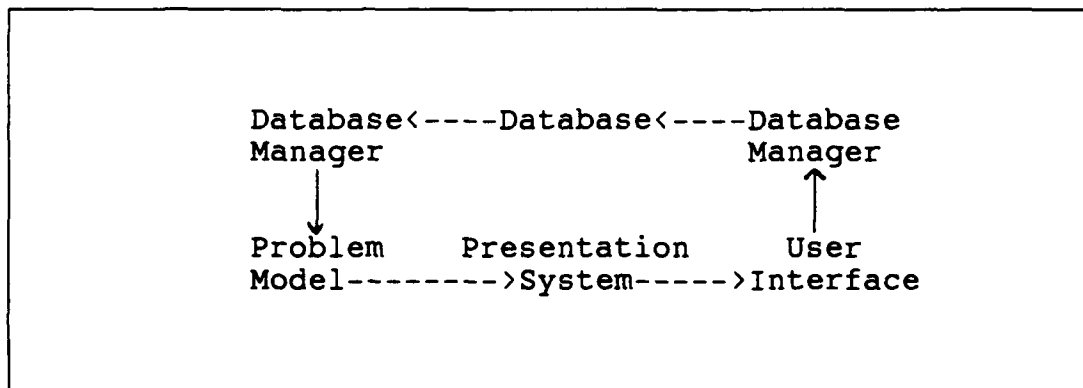 Database<----Database<----Database
Manager Manager
Problem Presentation User
Model-------->System----->Interface